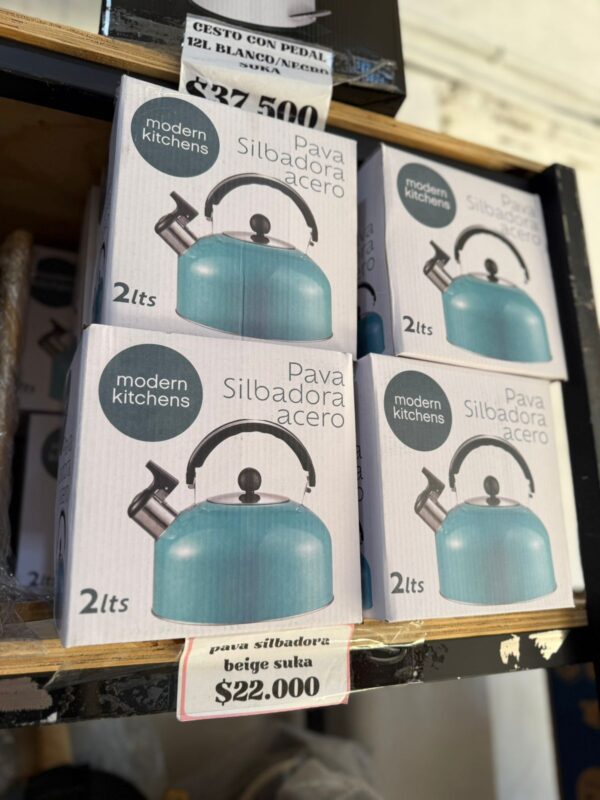 CESTO CON PEDAL
12L BLANCO/NEGRO
SUKA
$37.500
modern
kitchens
Pava
Silbadora
acero
2lts
modern
kitchens
Pava
Silbadora
acero
2lts
modern
kitchens
Pava
Silbadora
acero
2lts
modern
kitchens
Pava
Silbadora
acero
2lts
pava silbadora
beige suka
$22.000